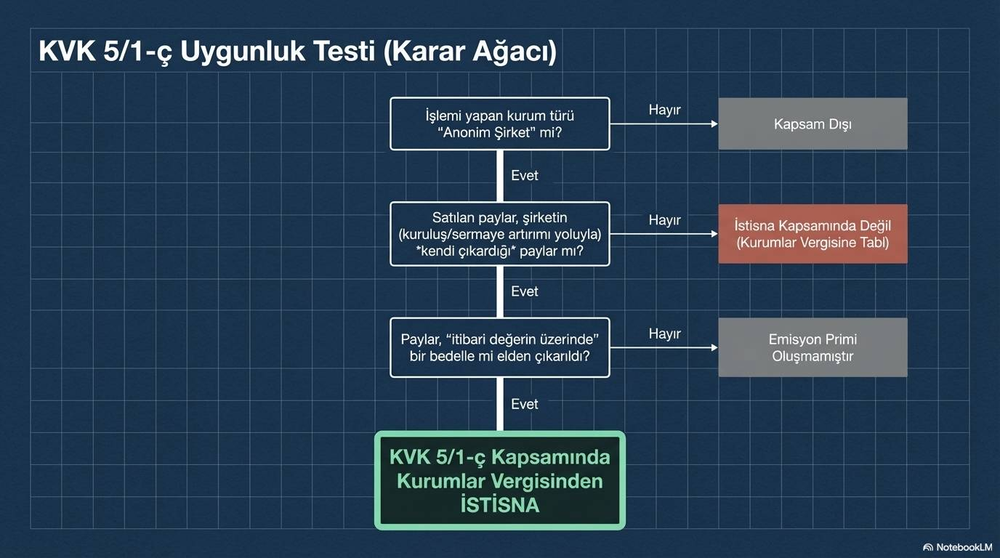 KVK 5/1-ç Uygunluk Testi (Karar Ağacı)
İşlemi yapan kurum türü
“Anonim Şirket” mi?
Hayır
Kapsam Dışı
Evet
Satılan paylar, şirketin
(kuruluş/sermaye artırımı yoluyla)
*kendi çıkardığı* paylar mı?
Hayır
İstisna Kapsamında Değil
(Kurumlar Vergisine Tabi)
Evet
Paylar, “itibari değerin üzerinde”
bir bedelle mi elden çıkarıldı?
Hayır
Emisyon Primi
Oluşmamıştır
Evet
KVK 5/1-ç Kapsamında
Kurumlar Vergisinden
İSTİSNA
NotebookLM